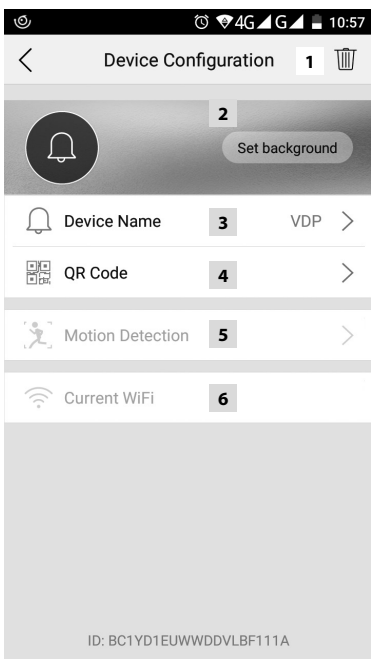 4G G 10:57
Device Configuration 1
2
Set background
Device Name 3 VDP
QR Code 4
Motion Detection 5
Current WiFi 6
ID: BC1YD1EUWWDDVLBF111A